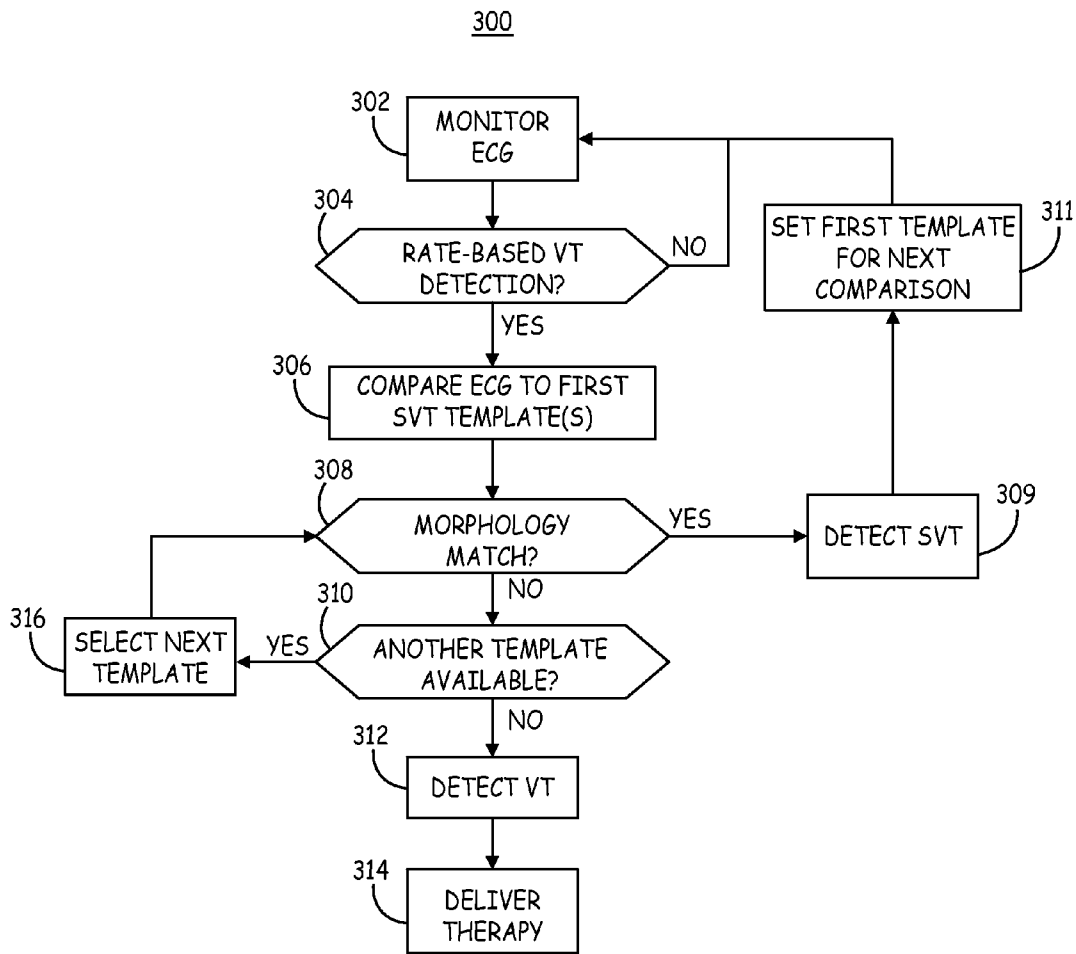 300
302
MONITOR
ECG
304
RATE-BASED VT
DETECTION?
NO
YES
SET FIRST TEMPLATE
FOR NEXT
COMPARISON
311
306
COMPARE ECG TO FIRST
SVT TEMPLATE(S)
308
MORPHOLOGY
MATCH?
YES
NO
DETECT SVT
309
310
ANOTHER TEMPLATE
AVAILABLE?
YES
NO
316
SELECT NEXT
TEMPLATE
312
DETECT VT
314
DELIVER
THERAPY